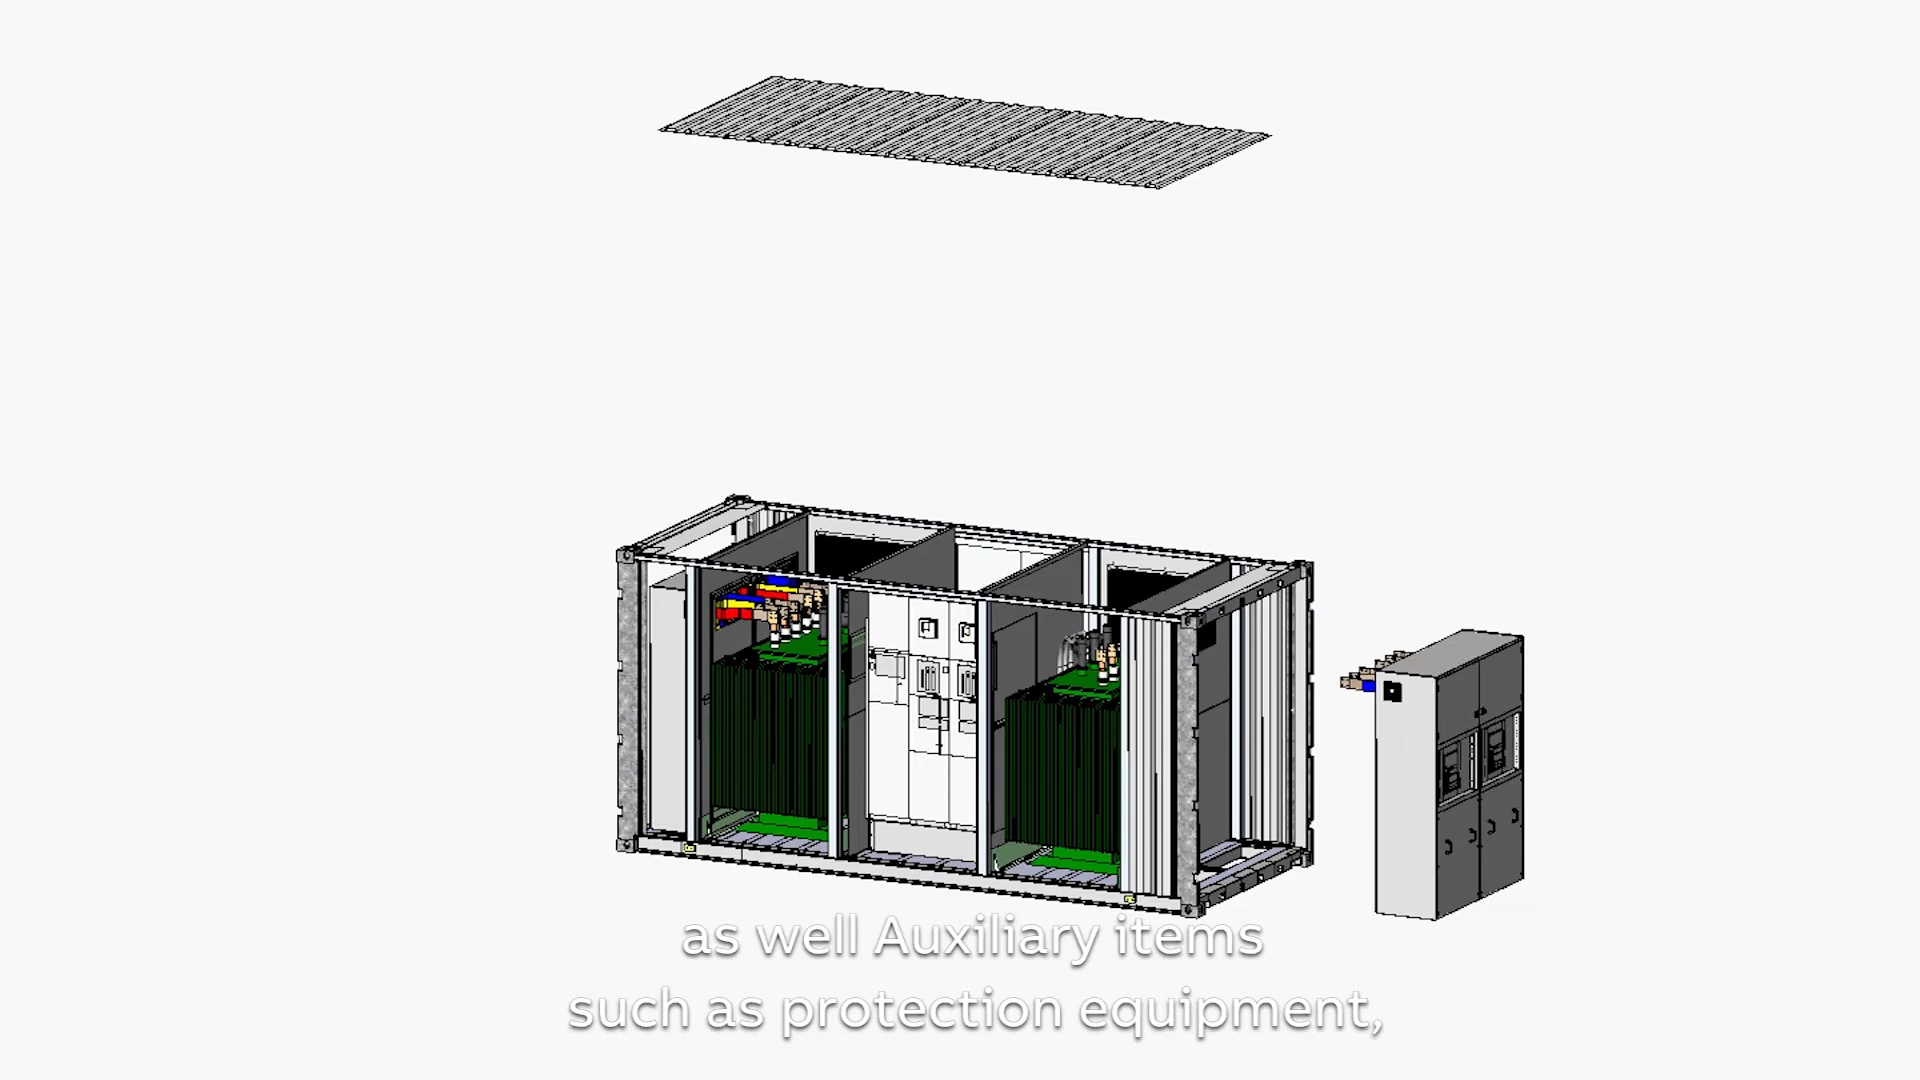 as well Auxiliary items
such as protection equipment,